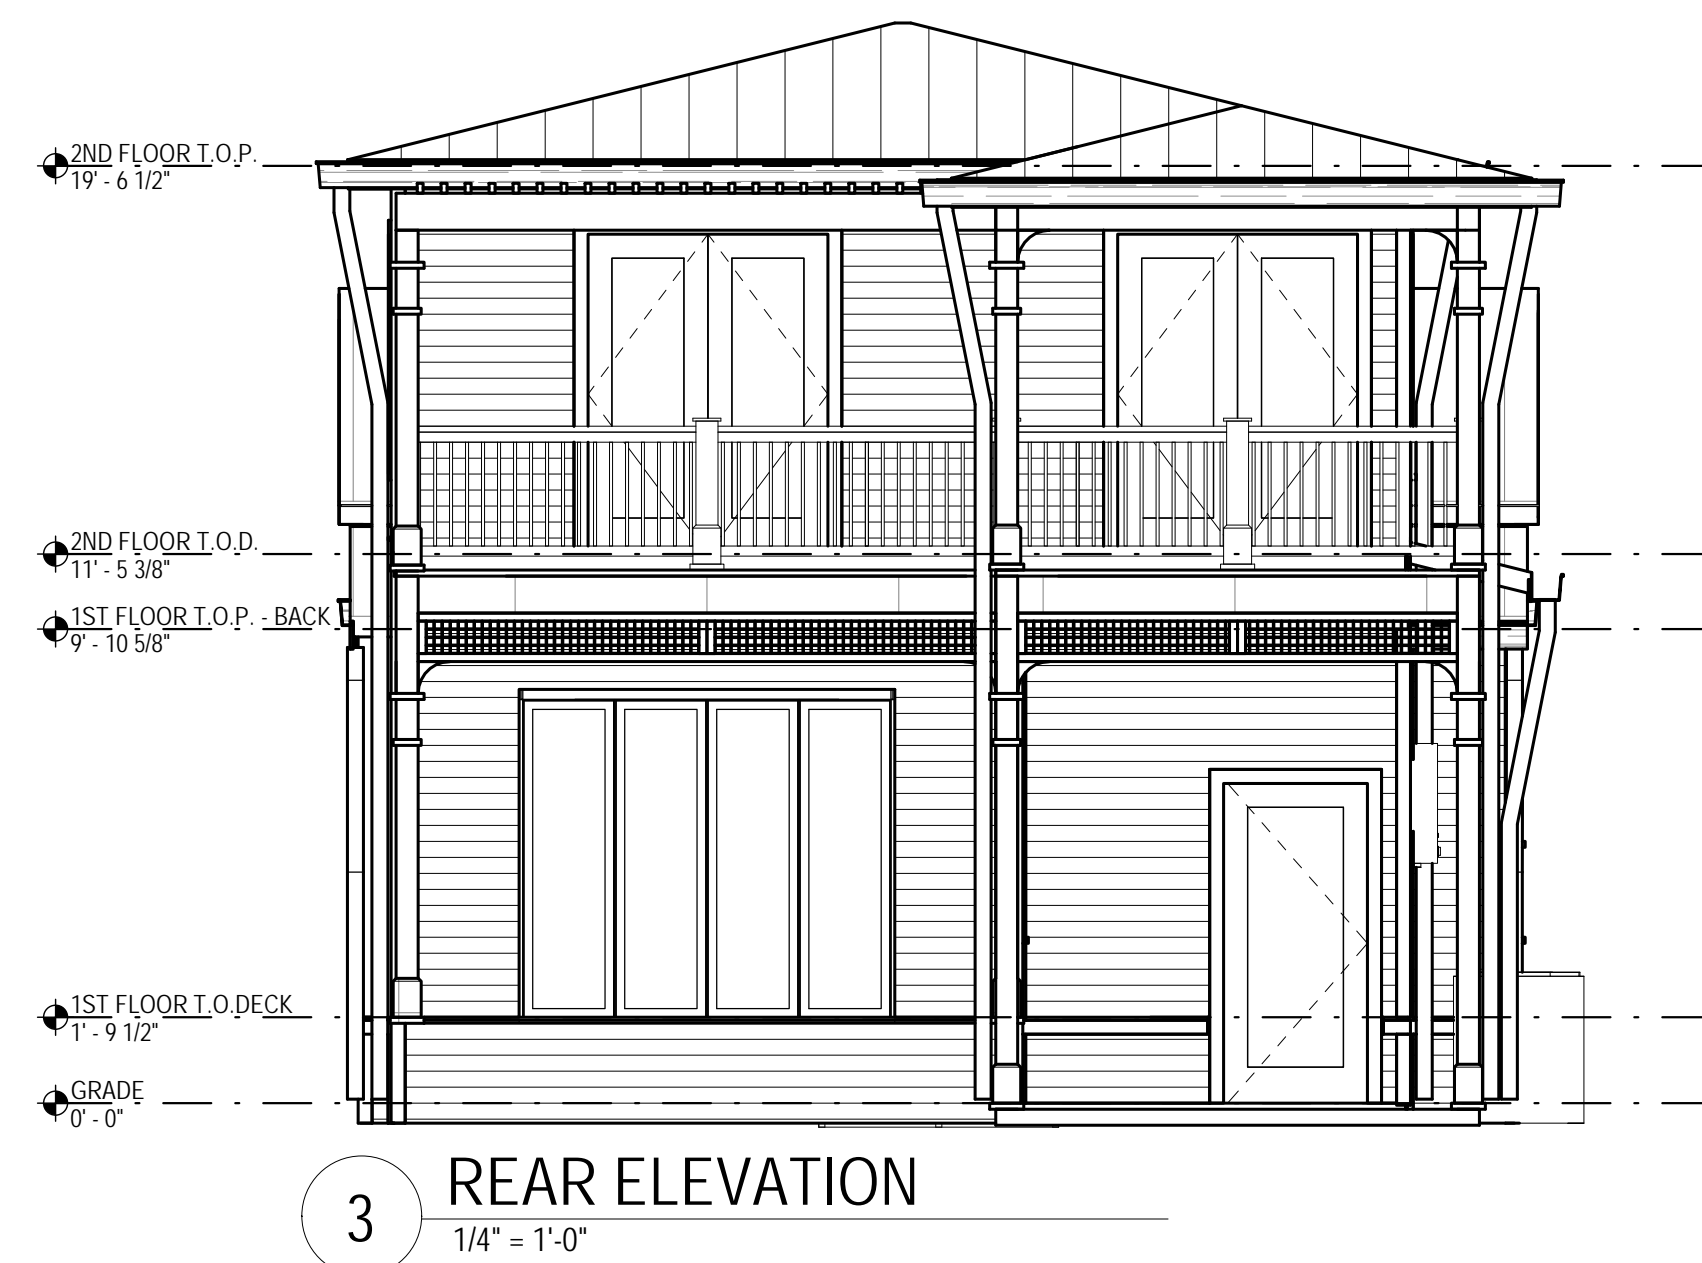 2ND FLOOR T.O.P.
19' - 6 1/2"
2ND FLOOR T.O.D.
11' - 5 3/8"
1ST FLOOR T.O.P. - BACK
9' - 10 5/8"
1ST FLOOR T.O.DECK
1' - 9 1/2"
GRADE
0' - 0"
3
REAR ELEVATION
1/4" = 1'-0"